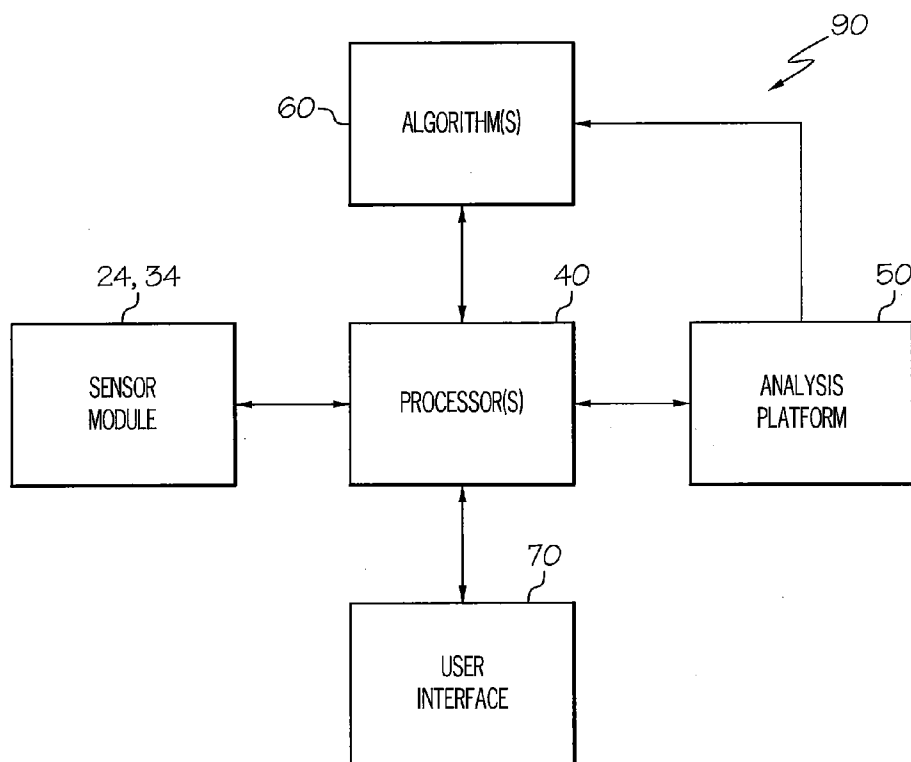 90
60
ALGORITHM(S)
24, 34
40
50
SENSOR
MODULE
PROCESSOR(S)
ANALYSIS
PLATFORM
70
USER
INTERFACE